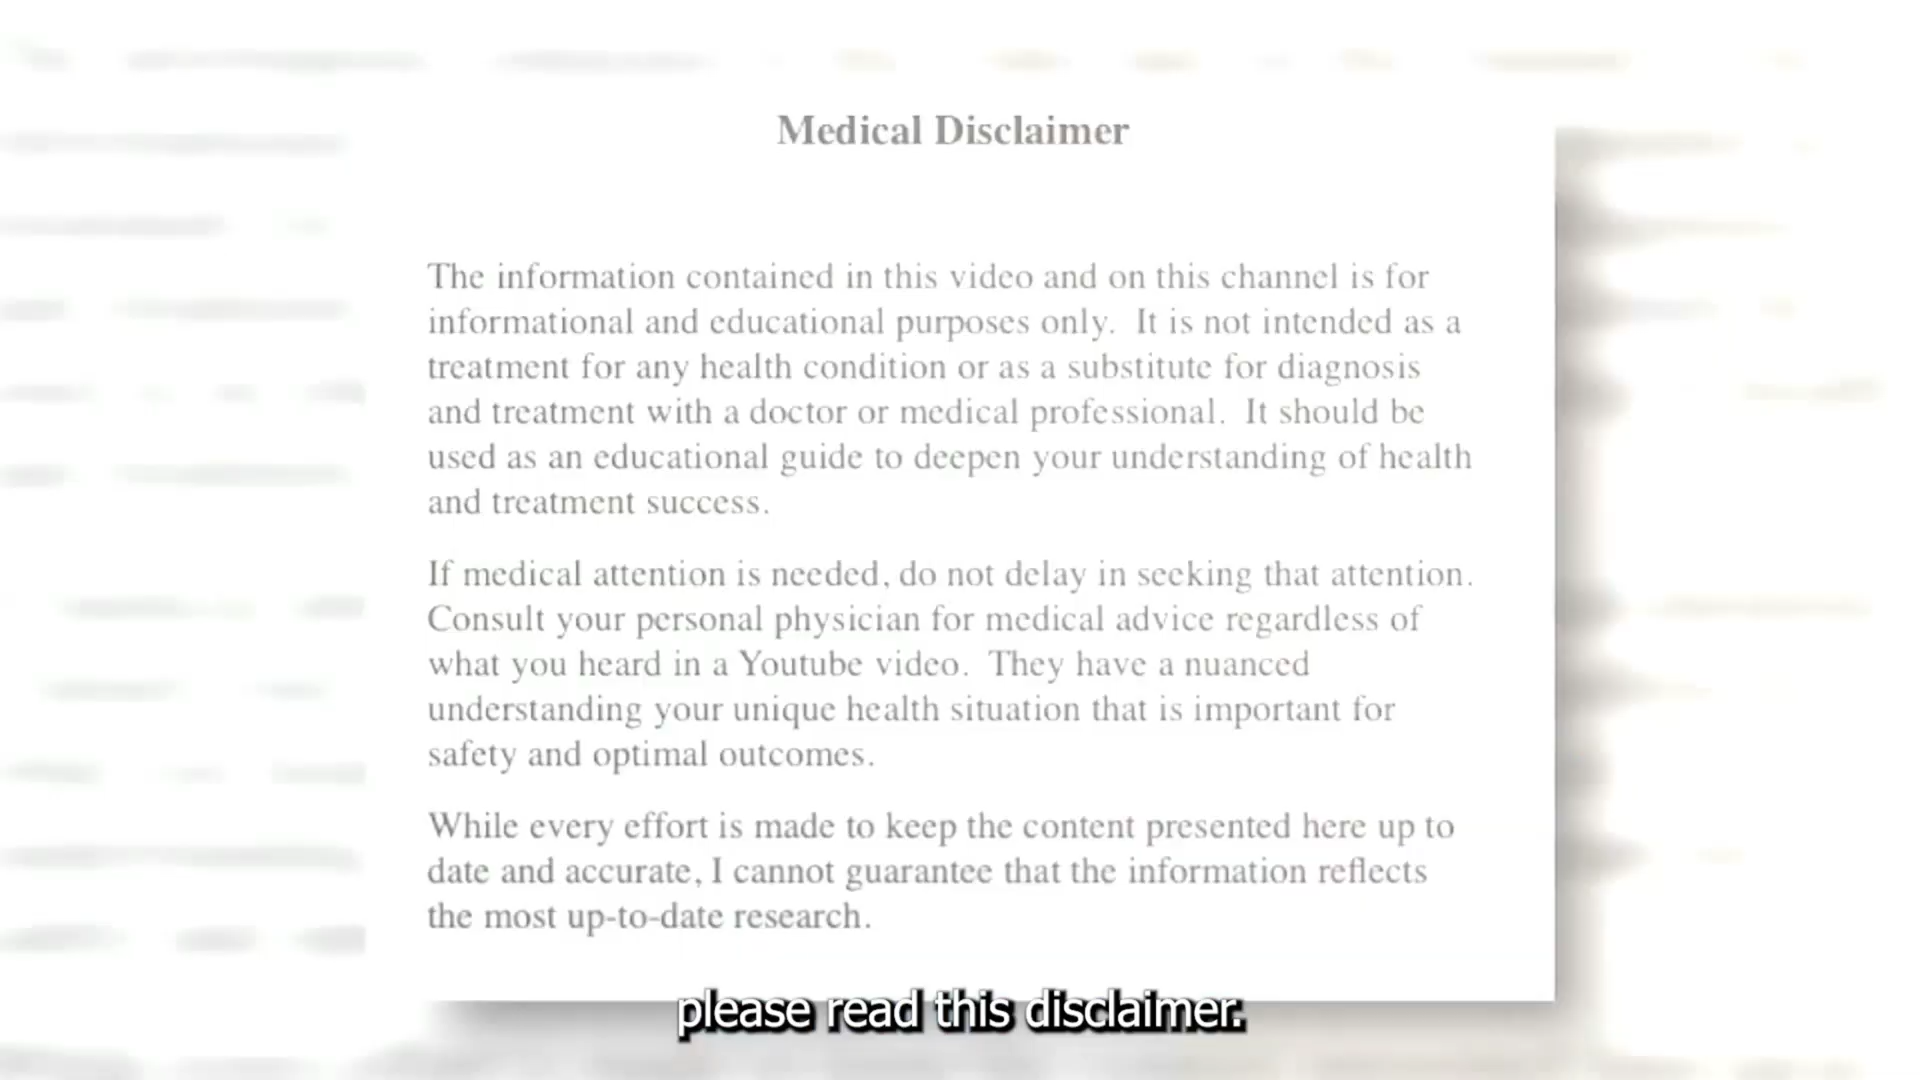 Medical Disclaimer
The information contained in this video and on this channel is for
informational and educational purposes only. It is not intended as a
treatment for any health condition or as a substitute for diagnosis
and treatment with a doctor or medical professional. It should be
used as an educational guide to deepen your understanding of health
and treatment success.
If medical attention is needed, do not delay in seeking that attention.
Consult your personal physician for medical advice regardless of
what you heard in a Youtube video. They have a nuanced
understanding your unique health situation that is important for
safety and optimal outcomes.
While every effort is made to keep the content presented here up to
date and accurate, I cannot guarantee that the information reflects
the most up-to-date research.
please read this disclaimer.